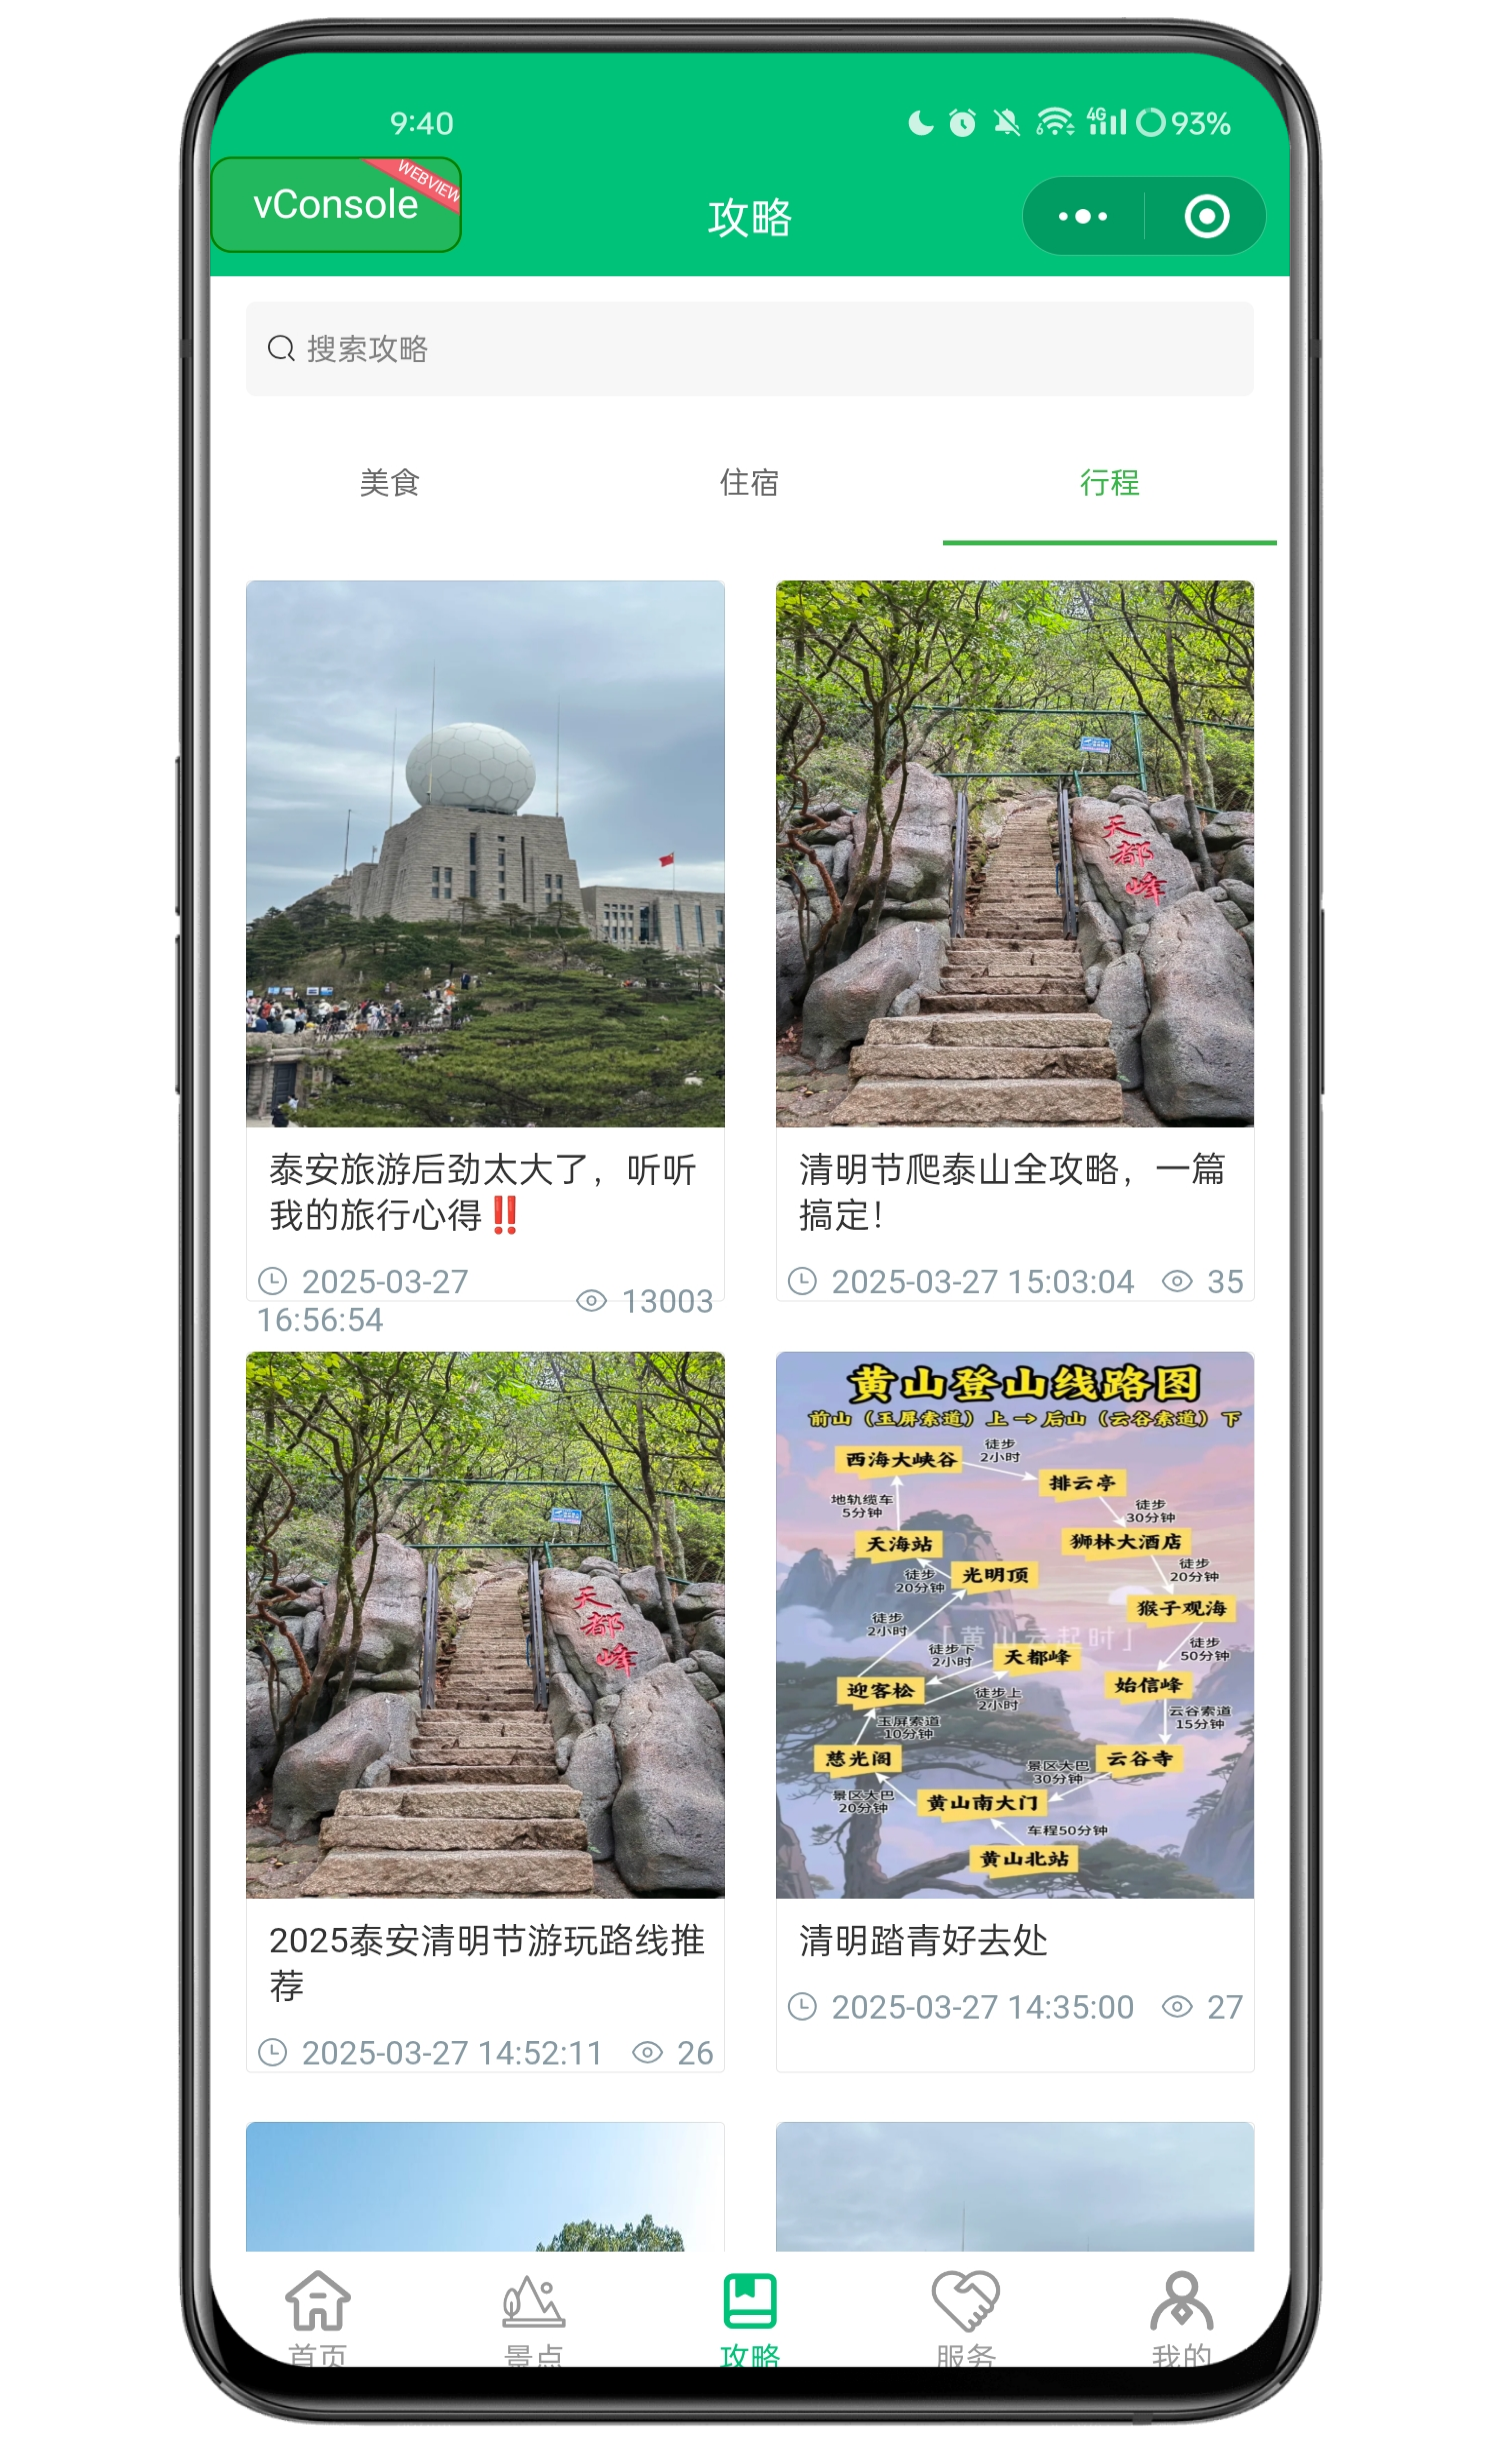 9:40
4G
6
93%
vConsole
WEBVIEW
攻略
搜索攻略
美食
住宿
行程
天都峰
泰安旅游后劲太大了，听听
我的旅行心得‼️
2025-03-27
16:56:54
13003
清明节爬泰山全攻略，一篇
搞定！
2025-03-27 15:03:04
35
天都峰
2025泰安清明节游玩路线推
荐
2025-03-27 14:52:11
26
黄山登山线路图
前山（玉屏索道）上→后山（云谷索道）下
西海大峡谷
徒步
2小时
排云亭
地轨缆车
5分钟
徒步
30分钟
天海站
狮林大酒店
徒步
20分钟
光明顶
徒步
20分钟
猴子观海
徒步
2小时
「黄山云起时」
徒步下
2小时
天都峰
徒步
50分钟
迎客松
徒步上
2小时
始信峰
玉屏索道
10分钟
云谷索道
15分钟
慈光阁
云谷寺
景区大巴
30分钟
景区大巴
20分钟
黄山南大门
车程50分钟
黄山北站
清明踏青好去处
2025-03-27 14:35:00
27
首页
景点
攻略
服务
我的